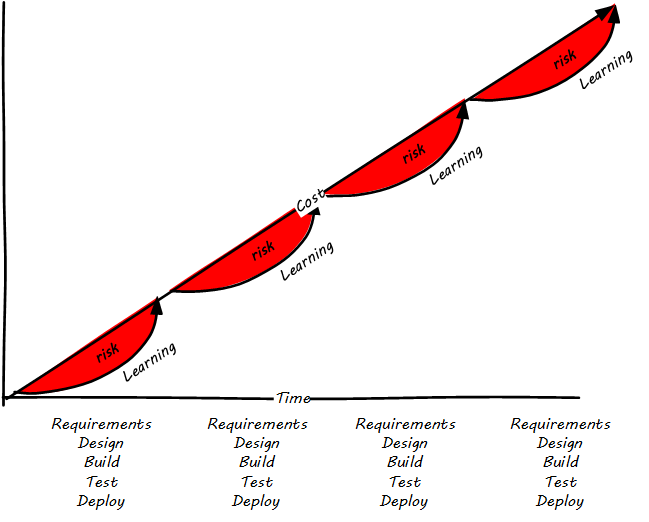 risk
Learning
Cost
risk
Learning
risk
Learning
risk
Learning
Time
Requirements Requirements Requirements Requirements
Design Design Design Design
Build Build Build Build
Test Test Test Test
Deploy Deploy Deploy Deploy